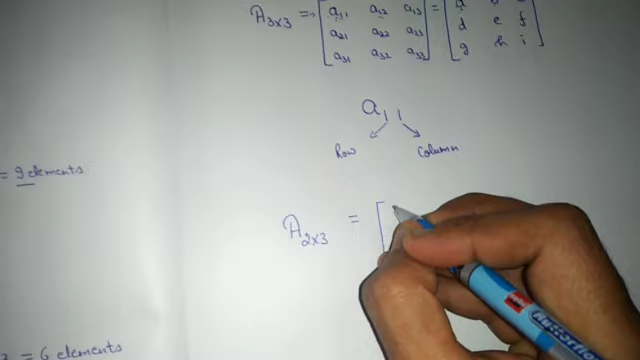 A3x3 => [ a11 a12 a13 ] = [ a
a21 a22 a23 d e f
a31 a32 a33 g h i ]
a11
Row Column
= 9 elements
A2x3 = [
= 6 elements